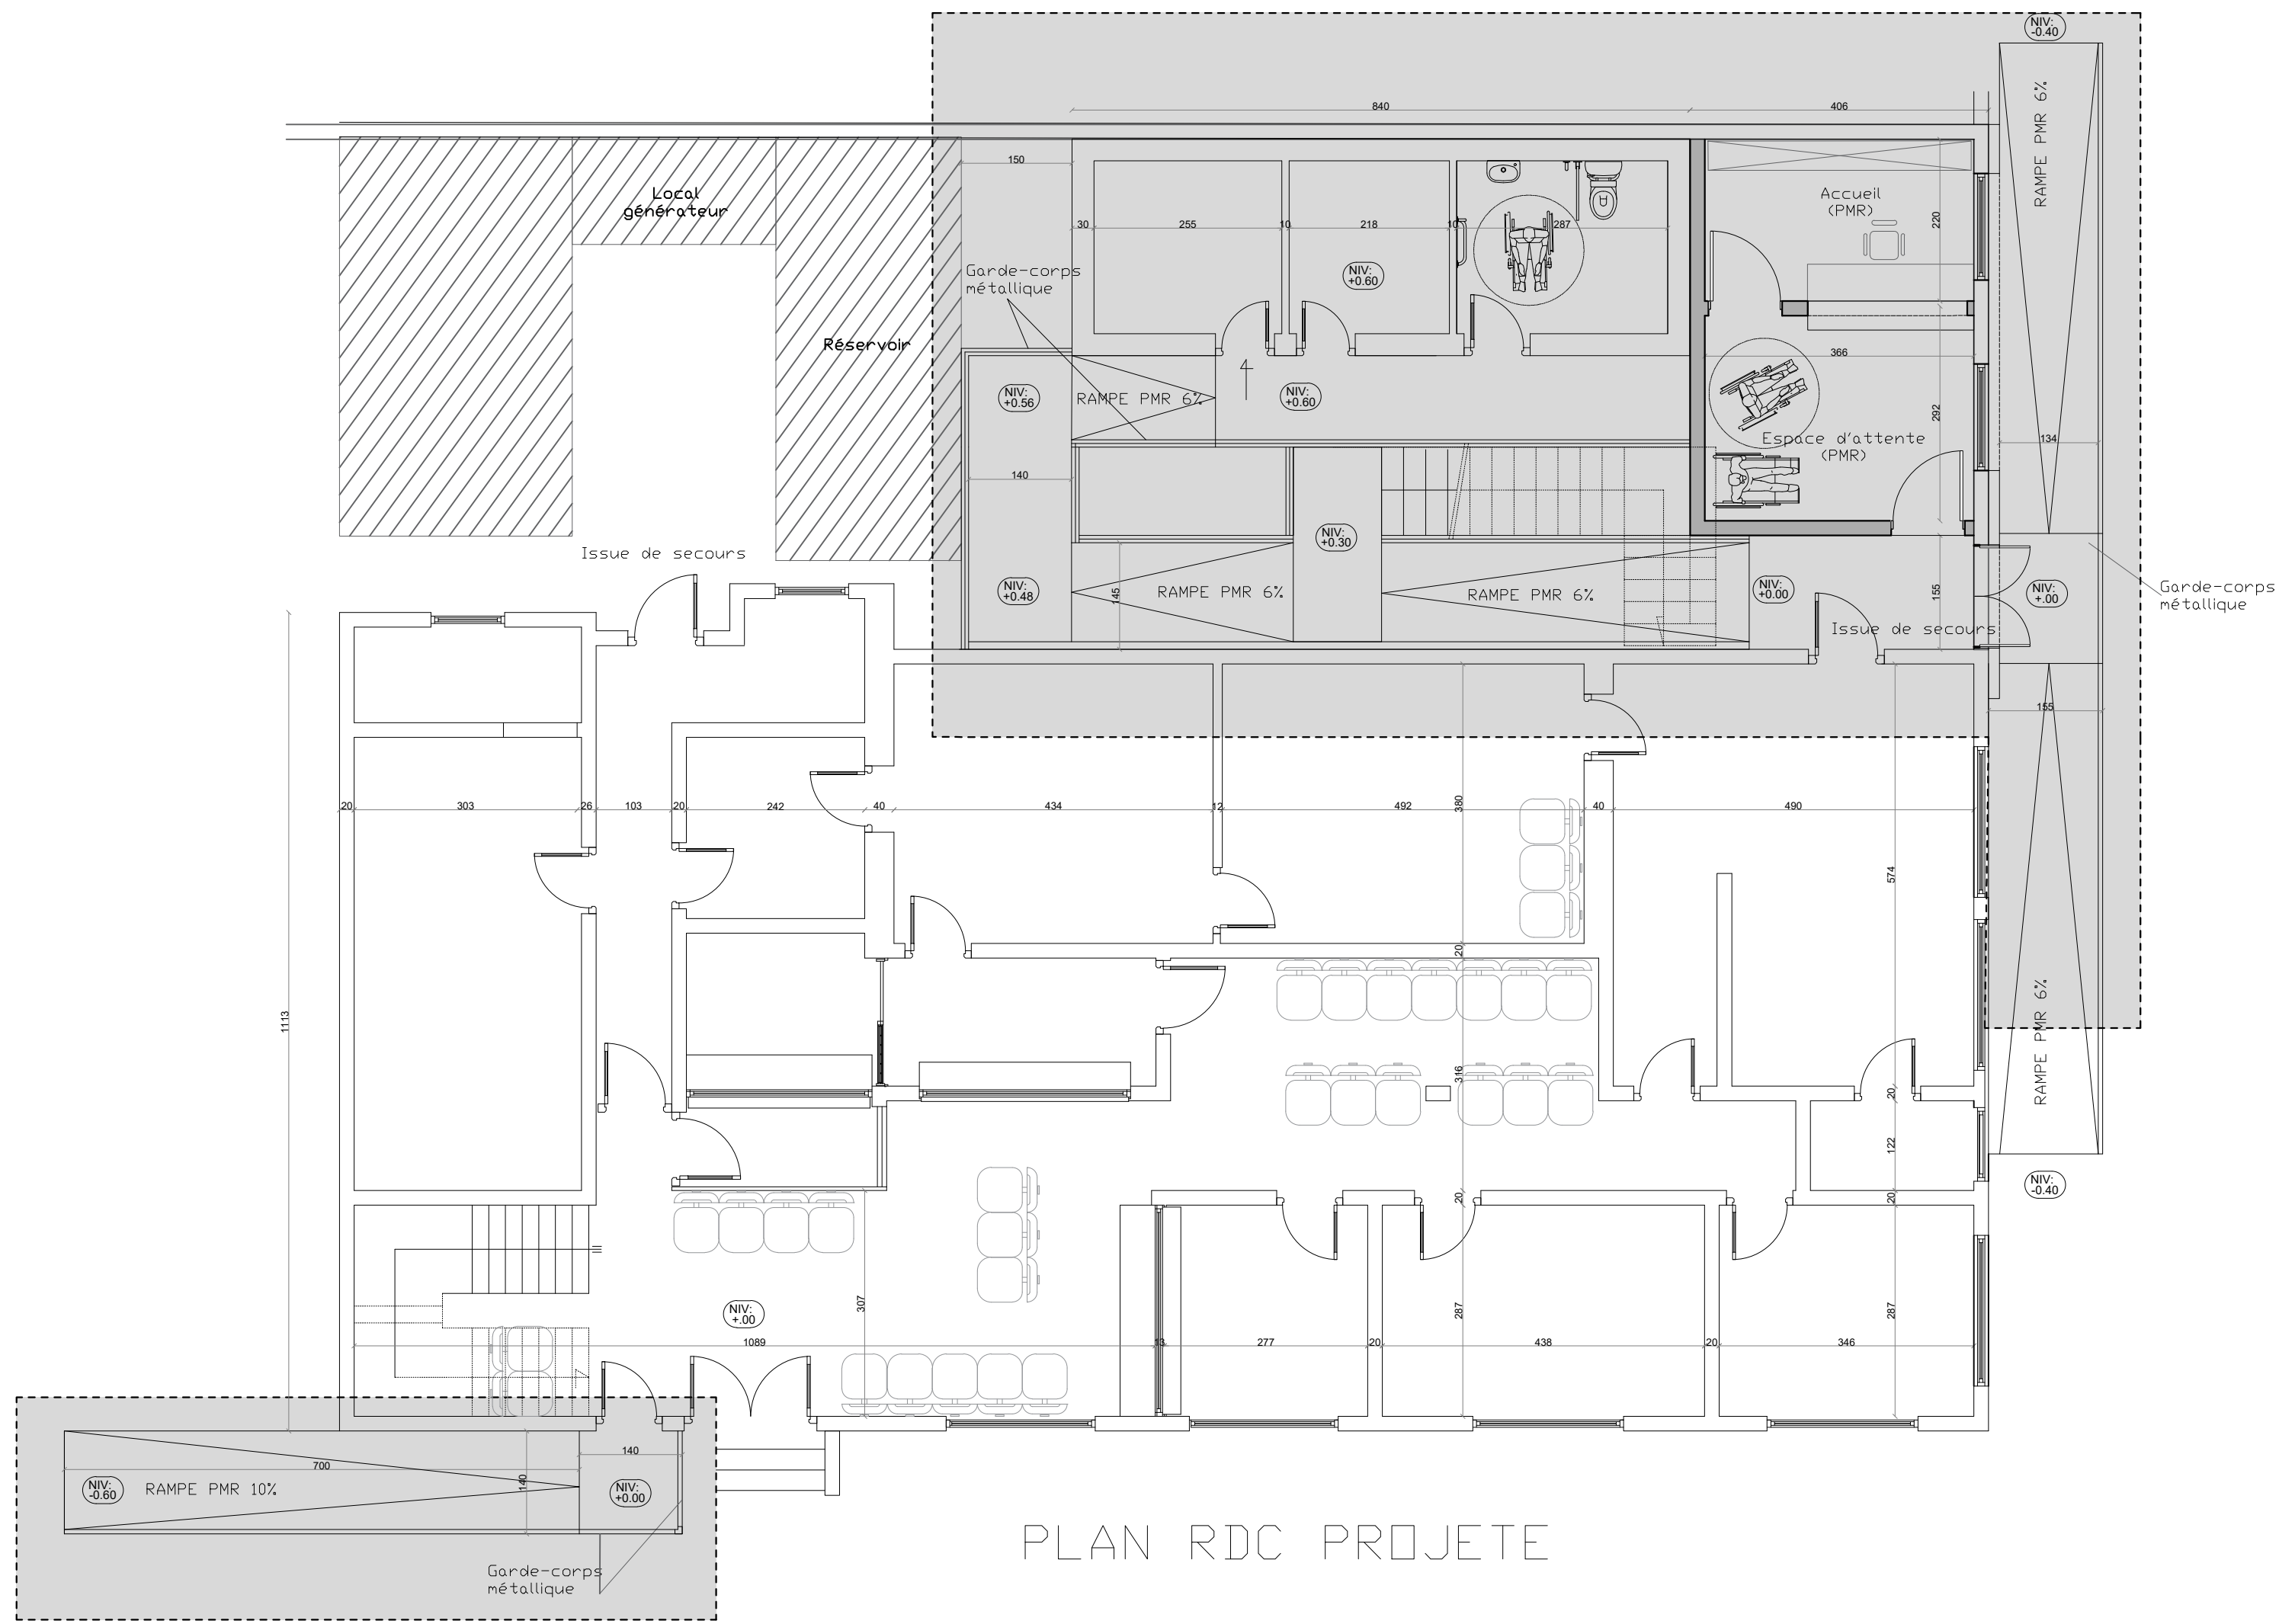 NIV:
-0.40
RAMPE PMR 6%
840
406
150
Local
générateur
Accueil
(PMR)
220
30
255
10
218
10
287
Garde-corps
métallique
NIV:
+0.60
Réservoir
366
NIV:
+0.56
RAMPE PMR 6%
NIV:
+0.60
292
Espace d'attente
(PMR)
134
140
NIV:
+0.30
Issue de secours
NIV:
+0.48
145
RAMPE PMR 6%
RAMPE PMR 6%
NIV:
+0.00
155
NIV:
+.00
Garde-corps
métallique
Issue de secours
155
20
303
26
103
20
242
40
434
12
492
380
40
490
574
20
1113
316
RAMPE PMR 6%
20
122
NIV:
-0.40
20
20
307
NIV:
+.00
287
287
1089
13
277
20
438
20
346
140
700
140
NIV:
-0.60
RAMPE PMR 10%
NIV:
+0.00
PLAN RDC PROJETE
Garde-corps
métallique